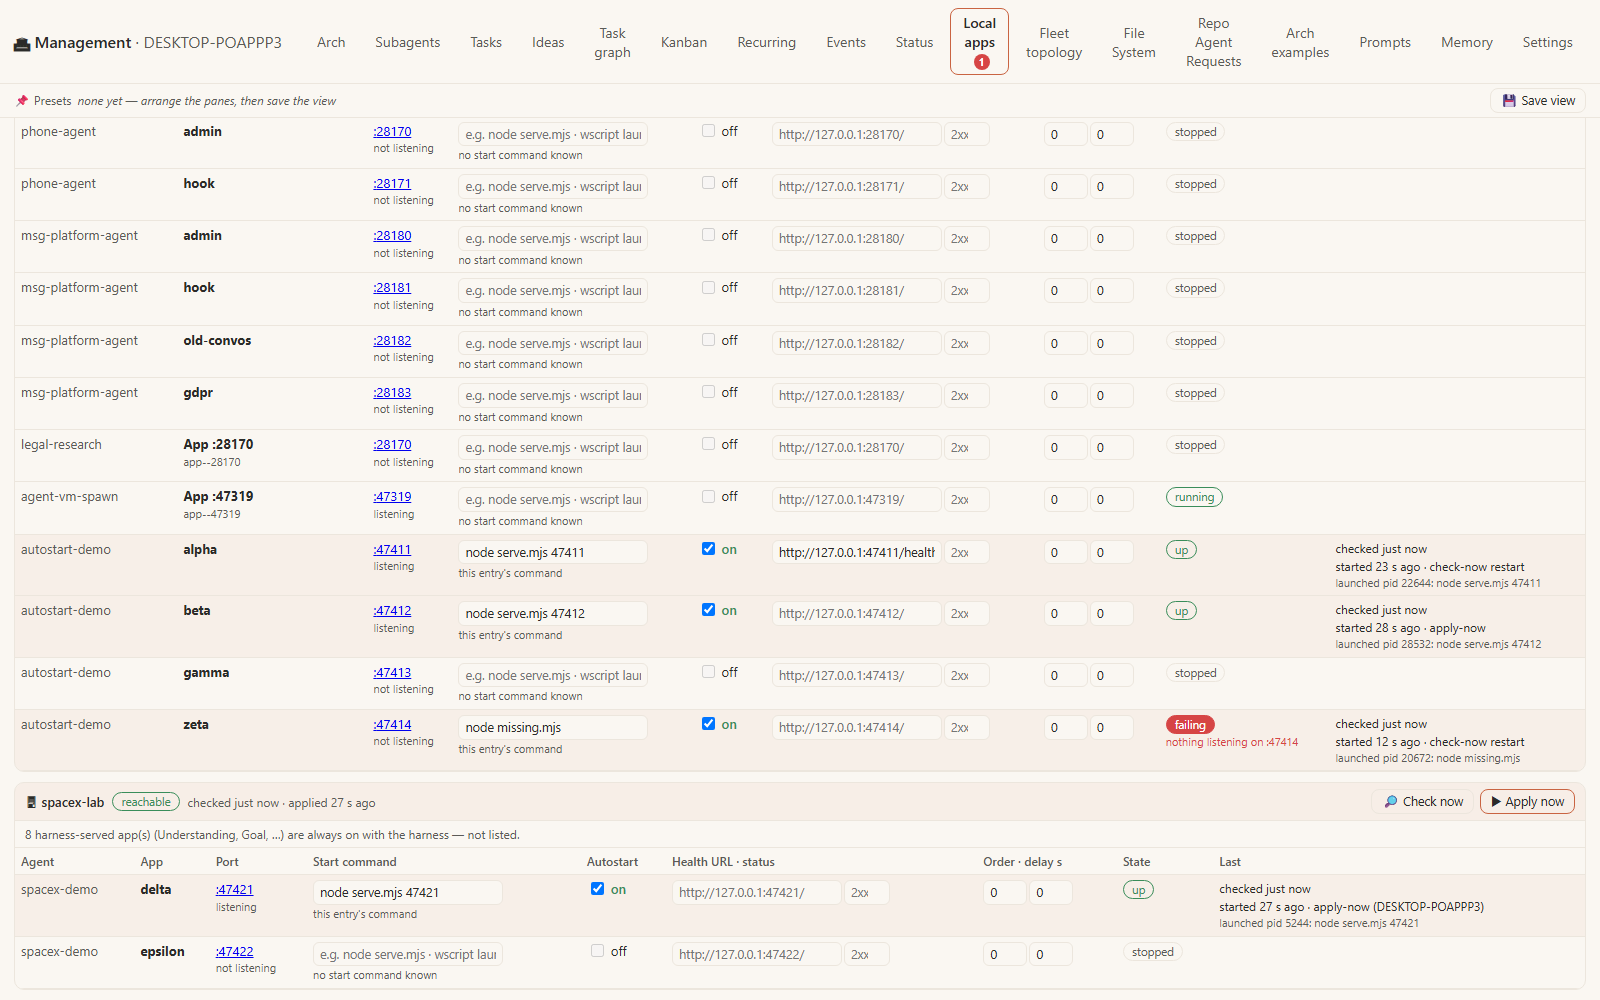 Management · DESKTOP-POAPPP3
Arch
Subagents
Tasks
Ideas
Task graph
Kanban
Recurring
Events
Status
Local apps 1
Fleet topology
File System
Repo Agent Requests
Arch examples
Prompts
Memory
Settings
Presets none yet — arrange the panes, then save the view
Save view
phone-agent admin :28170 e.g. node serve.mjs · wscript lau off http://127.0.0.1:28170/ 2xx 0 0 stopped
not listening no start command known
phone-agent hook :28171 e.g. node serve.mjs · wscript lau off http://127.0.0.1:28171/ 2xx 0 0 stopped
not listening no start command known
msg-platform-agent admin :28180 e.g. node serve.mjs · wscript lau off http://127.0.0.1:28180/ 2xx 0 0 stopped
not listening no start command known
msg-platform-agent hook :28181 e.g. node serve.mjs · wscript lau off http://127.0.0.1:28181/ 2xx 0 0 stopped
not listening no start command known
msg-platform-agent old-convos :28182 e.g. node serve.mjs · wscript lau off http://127.0.0.1:28182/ 2xx 0 0 stopped
not listening no start command known
msg-platform-agent gdpr :28183 e.g. node serve.mjs · wscript lau off http://127.0.0.1:28183/ 2xx 0 0 stopped
not listening no start command known
legal-research App :28170 :28170 e.g. node serve.mjs · wscript lau off http://127.0.0.1:28170/ 2xx 0 0 stopped
app--28170 not listening no start command known
agent-vm-spawn App :47319 :47319 e.g. node serve.mjs · wscript lau off http://127.0.0.1:47319/ 2xx 0 0 running
app--47319 listening no start command known
autostart-demo alpha :47411 node serve.mjs 47411 on http://127.0.0.1:47411/health 2xx 0 0 up checked just now
listening this entry's command started 23 s ago · check-now restart
launched pid 22644: node serve.mjs 47411
autostart-demo beta :47412 node serve.mjs 47412 on http://127.0.0.1:47412/ 2xx 0 0 up checked just now
listening this entry's command started 28 s ago · apply-now
launched pid 28532: node serve.mjs 47412
autostart-demo gamma :47413 e.g. node serve.mjs · wscript lau off http://127.0.0.1:47413/ 2xx 0 0 stopped
not listening no start command known
autostart-demo zeta :47414 node missing.mjs on http://127.0.0.1:47414/ 2xx 0 0 failing checked just now
not listening this entry's command nothing listening on :47414 started 12 s ago · check-now restart
launched pid 20672: node missing.mjs
spacex-lab reachable checked just now · applied 27 s ago Check now Apply now
8 harness-served app(s) (Understanding, Goal, ...) are always on with the harness — not listed.
Agent App Port Start command Autostart Health URL · status Order · delay s State Last
spacex-demo delta :47421 node serve.mjs 47421 on http://127.0.0.1:47421/ 2xx 0 0 up checked just now
listening this entry's command started 27 s ago · apply-now (DESKTOP-POAPPP3)
launched pid 5244: node serve.mjs 47421
spacex-demo epsilon :47422 e.g. node serve.mjs · wscript laur off http://127.0.0.1:47422/ 2xx 0 0 stopped
not listening no start command known